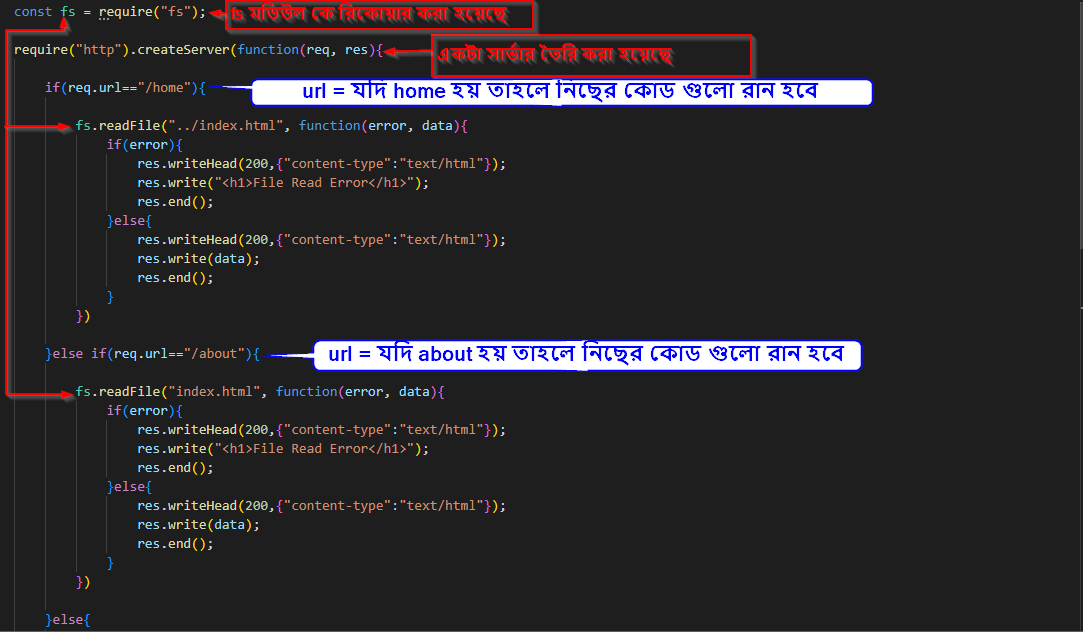 const fs = require("fs");
fs মডিউল কে রিকোয়ার করা হয়েছে
require("http").createServer(function(req, res){
একটা সার্ভার তৈরি করা হয়েছে
if(req.url=="/home"){
url = যদি home হয় তাহলে নিছের কোড গুলো রান হবে
fs.readFile("../index.html", function(error, data){
if(error){
res.writeHead(200,{"content-type":"text/html"});
res.write("<h1>File Read Error</h1>");
res.end();
}else{
res.writeHead(200,{"content-type":"text/html"});
res.write(data);
res.end();
}
})
}else if(req.url=="/about"){
url = যদি about হয় তাহলে নিছের কোড গুলো রান হবে
fs.readFile("index.html", function(error, data){
if(error){
res.writeHead(200,{"content-type":"text/html"});
res.write("<h1>File Read Error</h1>");
res.end();
}else{
res.writeHead(200,{"content-type":"text/html"});
res.write(data);
res.end();
}
})
}else{